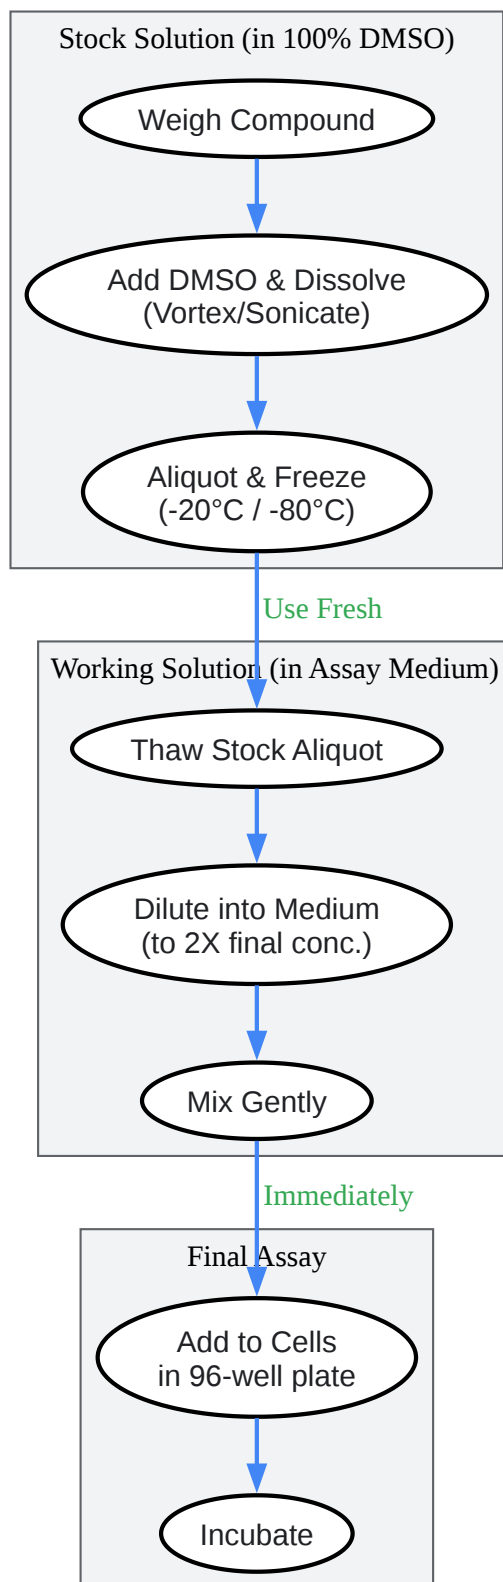 Stock Solution (in 100% DMSO)
Weigh Compound
Add DMSO & Dissolve
(Vortex/Sonicate)
Aliquot & Freeze
(-20°C / -80°C)
Use Fresh
Working Solution (in Assay Medium)
Thaw Stock Aliquot
Dilute into Medium
(to 2X final conc.)
Mix Gently
Immediately
Final Assay
Add to Cells
in 96-well plate
Incubate